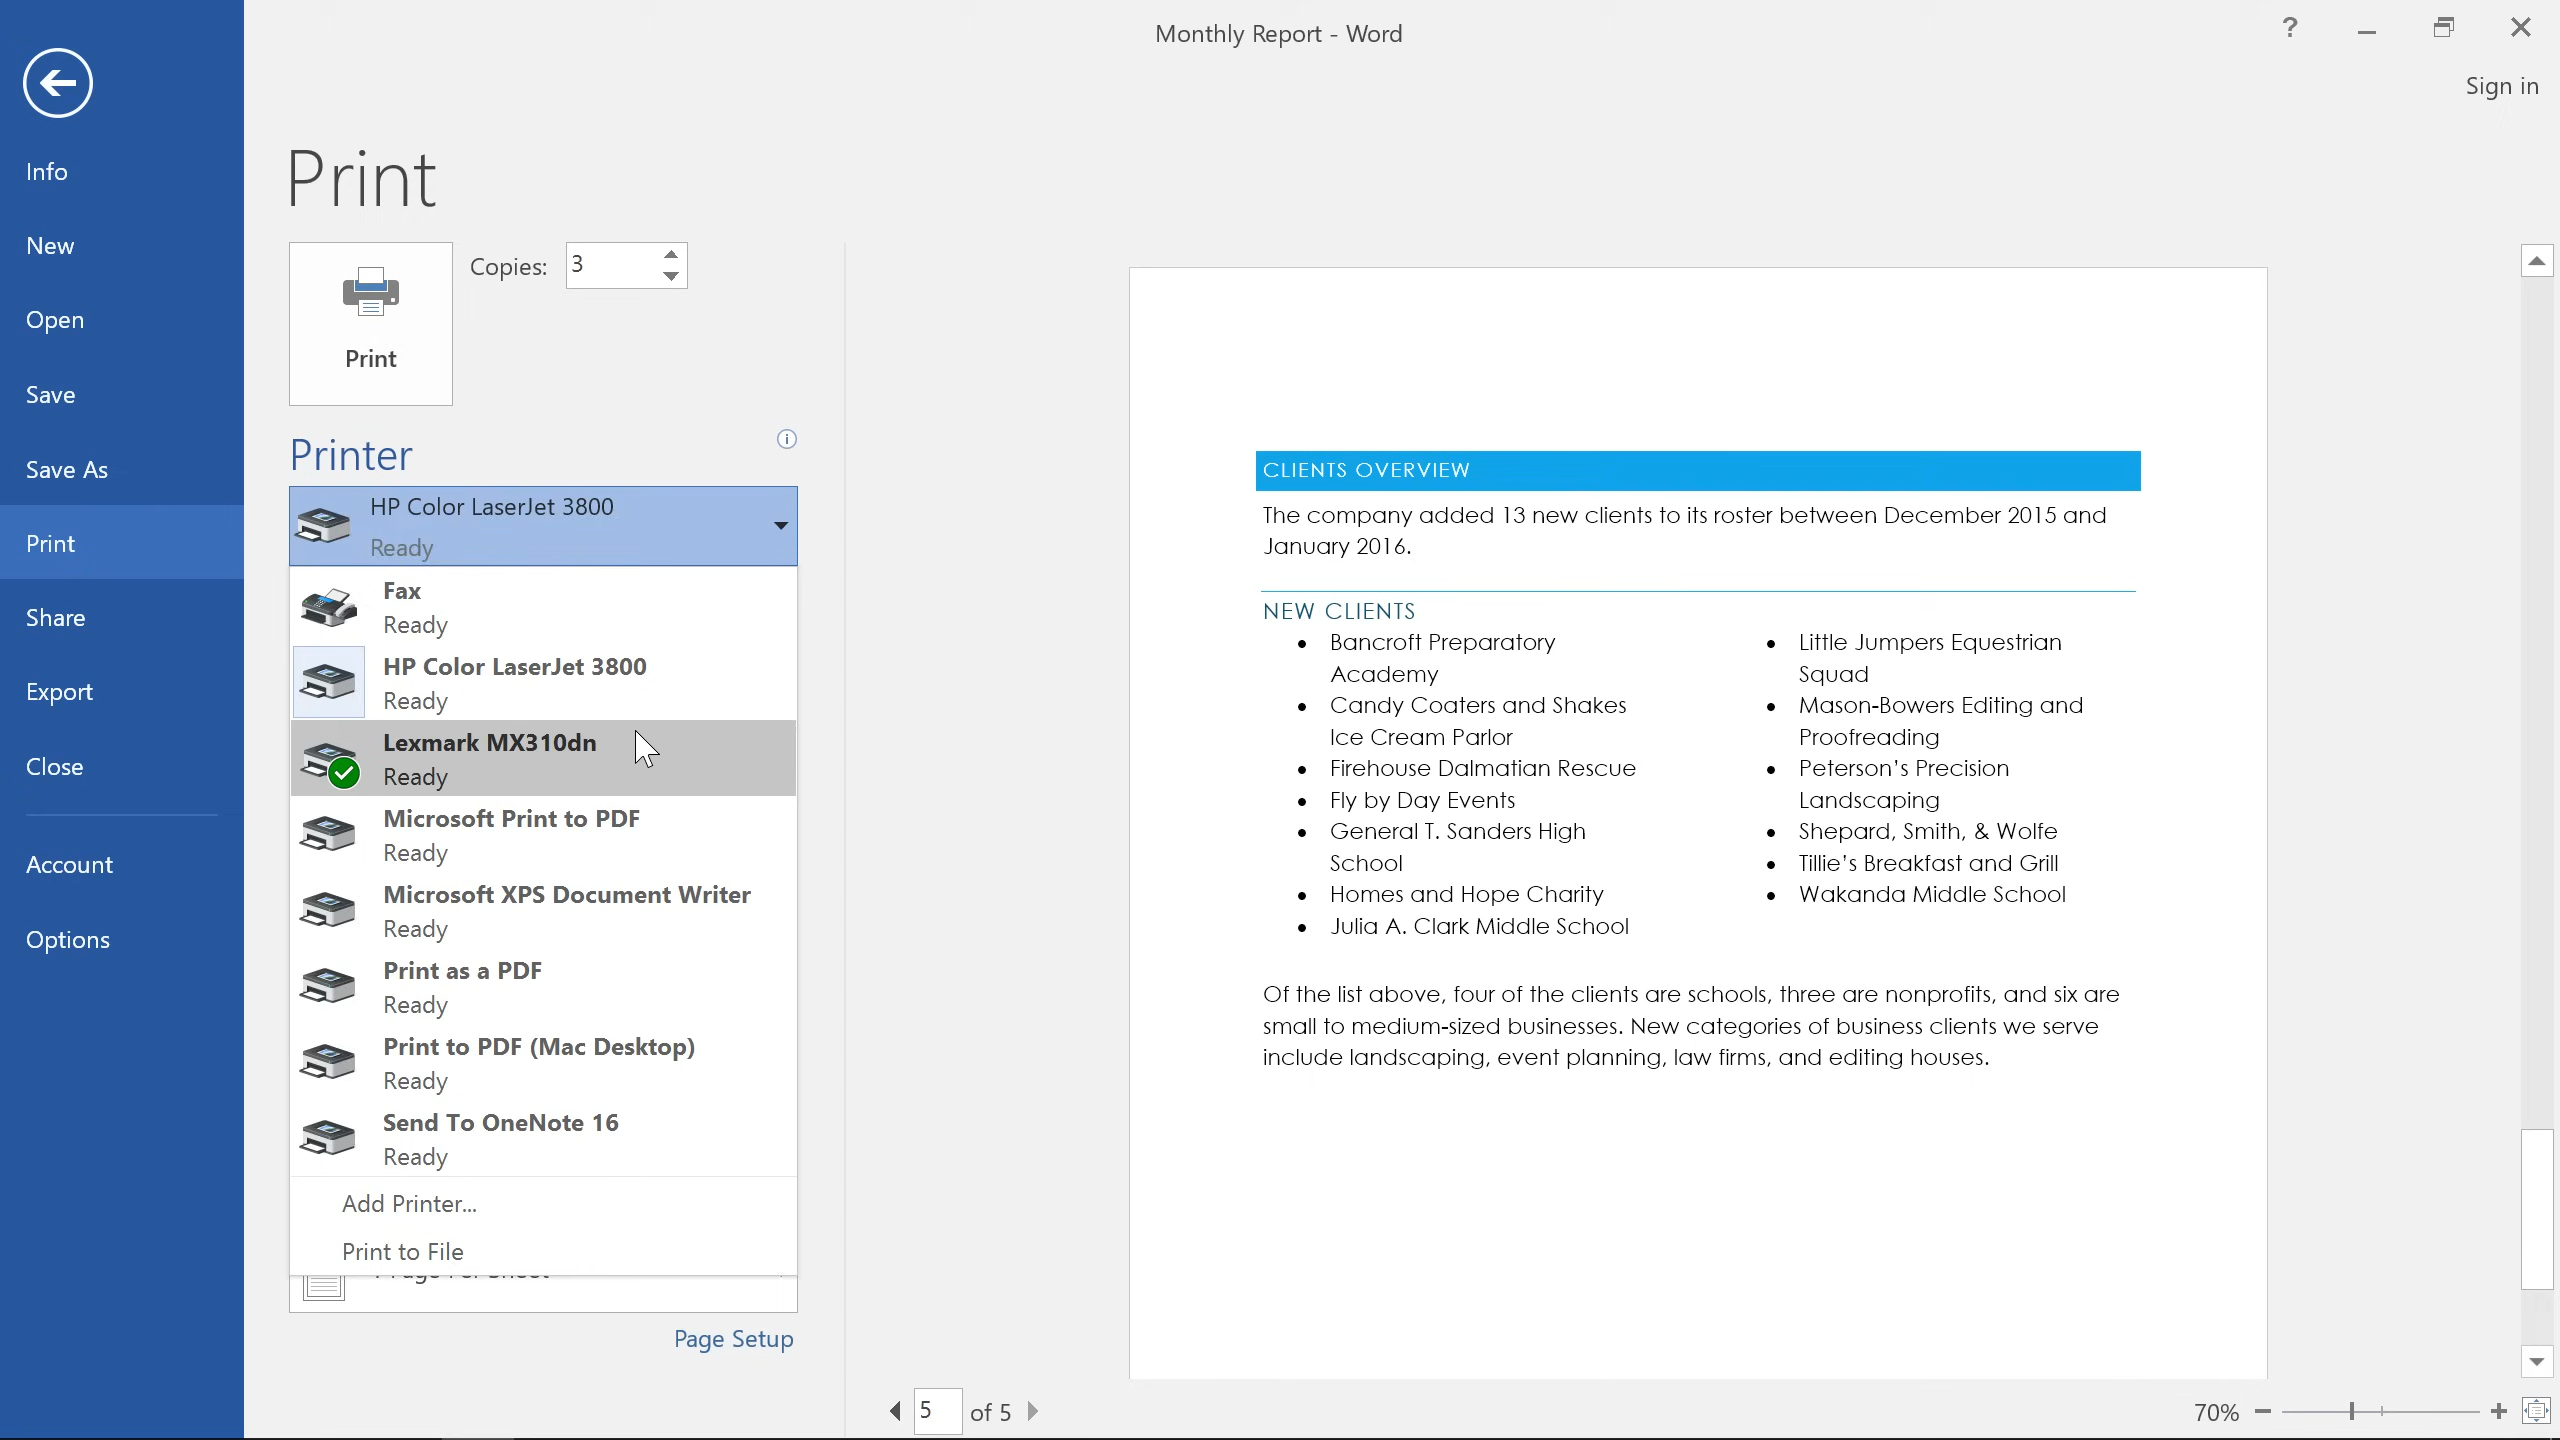 Monthly Report - Word
?
Sign in
Info
New
Open
Save
Save As
Print
Share
Export
Close
Account
Options
Print
Print
Copies: 3
Printer
HP Color LaserJet 3800
Ready
Fax
Ready
HP Color LaserJet 3800
Ready
Lexmark MX310dn
Ready
Microsoft Print to PDF
Ready
Microsoft XPS Document Writer
Ready
Print as a PDF
Ready
Print to PDF (Mac Desktop)
Ready
Send To OneNote 16
Ready
Add Printer...
Print to File
Page Setup
CLIENTS OVERVIEW
The company added 13 new clients to its roster between December 2015 and
January 2016.
NEW CLIENTS
• Bancroft Preparatory
Academy
• Candy Coaters and Shakes
Ice Cream Parlor
• Firehouse Dalmatian Rescue
• Fly by Day Events
• General T. Sanders High
School
• Homes and Hope Charity
• Julia A. Clark Middle School
• Little Jumpers Equestrian
Squad
• Mason-Bowers Editing and
Proofreading
• Peterson's Precision
Landscaping
• Shepard, Smith, & Wolfe
• Tillie's Breakfast and Grill
• Wakanda Middle School
Of the list above, four of the clients are schools, three are nonprofits, and six are
small to medium-sized businesses. New categories of business clients we serve
include landscaping, event planning, law firms, and editing houses.
5 of 5
70%